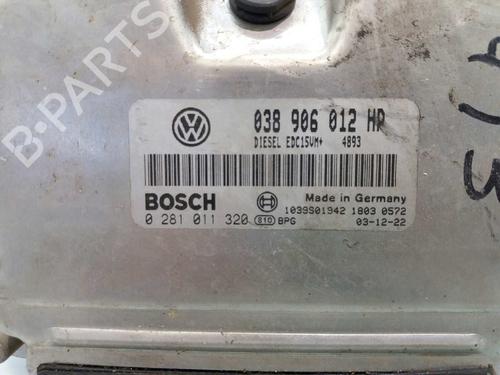 B-PARTS
038 906 012 HP
DIESEL EDC15VM+ 4893
BOSCH
Made in Germany
1039S01942 1803 0572
0 281 011 320 810 BPG 03-12-22